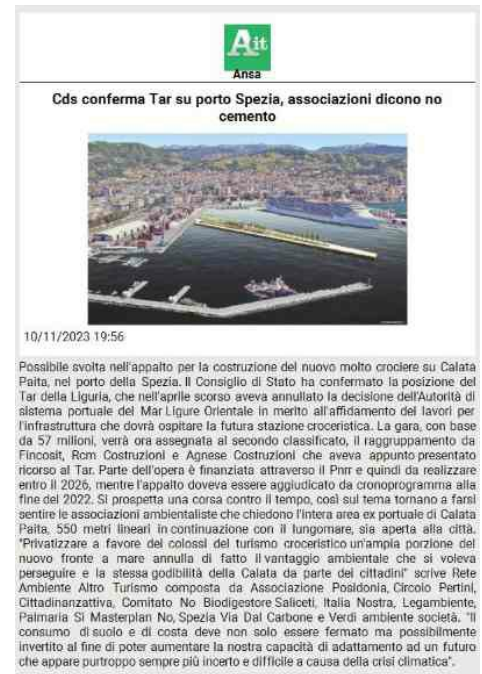 Ait
Ansa
Cds conferma Tar su porto Spezia, associazioni dicono no
cemento
10/11/2023 19:56
Possibile svolta nell'appalto per la costruzione del nuovo molto crociere su Calata
Paita, nel porto della Spezia. Il Consiglio di Stato ha confermato la posizione del
Tar della Liguria, che nell'aprile scorso aveva annullato la decisione dell'Autorità di
sistema portuale del Mar Ligure Orientale in merito all'affidamento dei lavori per
l'infrastruttura che dovrà ospitare la futura stazione croceristica. La gara, con base
da 57 milioni, verrà ora assegnata al secondo classificato, il raggruppamento da
Fincosit, Rcm Costruzioni e Agnese Costruzioni che aveva appunto presentato
ricorso al Tar. Parte dell'opera è finanziata attraverso il Pnrr e quindi da realizzare
entro il 2026, mentre l'appalto doveva essere aggiudicato da cronoprogramma alla
fine del 2022. Si prospetta una corsa contro il tempo, così sul tema tornano a farsi
sentire le associazioni ambientaliste che chiedono l'intera area ex portuale di Calata
Paita, 550 metri lineari in continuazione con il lungomare, sia aperta alla città.
"Privatizzare a favore dei colossi del turismo croceristico un'ampia porzione del
nuovo fronte a mare annulla di fatto il vantaggio ambientale che si voleva
perseguire e la stessa godibilità della Calata da parte dei cittadini" scrive Rete
Ambiente Altro Turismo composta da Associazione Posidonia, Circolo Pertini,
Cittadinanzattiva, Comitato No Biodigestore Saliceti, Italia Nostra, Legambiente,
Palmaria Sì Masterplan No, Spezia Via Dal Carbone e Verdi ambiente società. "Il
consumo di suolo e di costa deve non solo essere fermato ma possibilmente
invertito al fine di poter aumentare la nostra capacità di adattamento ad un futuro
che appare purtroppo sempre più incerto e difficile a causa della crisi climatica".